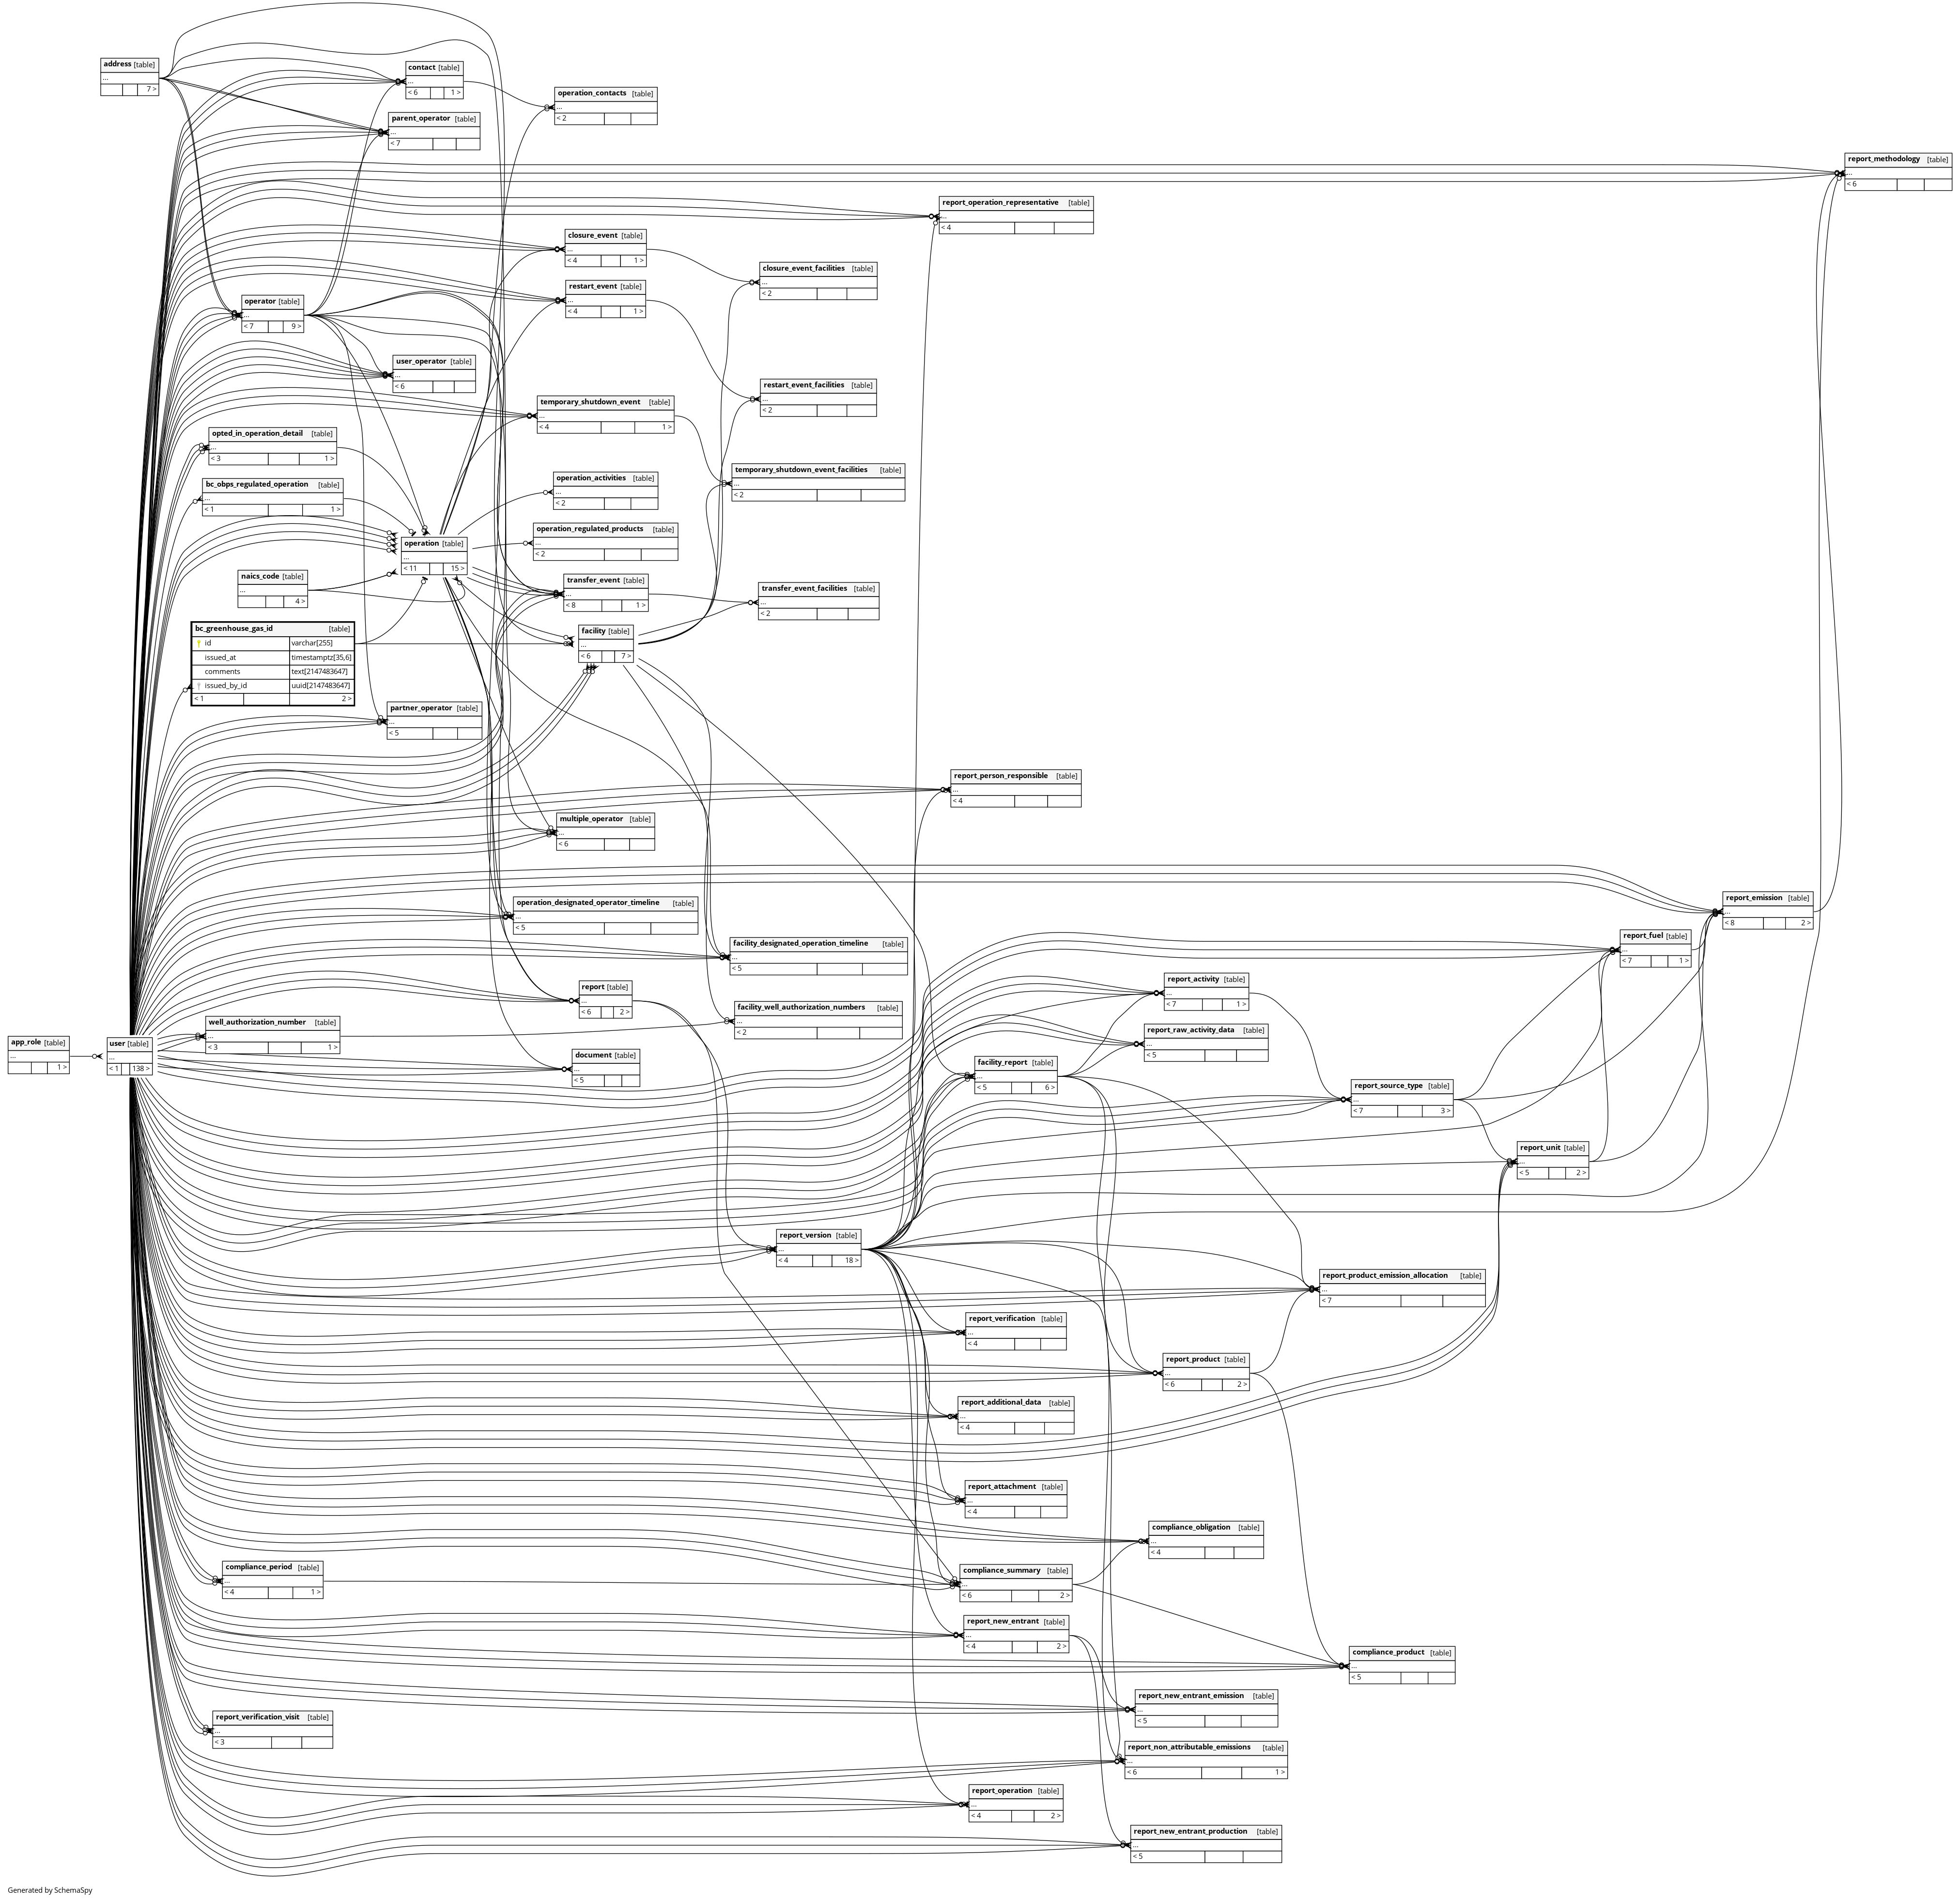 address [table]
...
7 >
contact [table]
...
< 6 1 >
operation_contacts [table]
...
< 2
parent_operator [table]
...
< 7
report_methodology [table]
...
< 6
report_operation_representative [table]
...
< 4
closure_event [table]
...
< 4 1 >
closure_event_facilities [table]
...
< 2
restart_event [table]
...
< 4 1 >
operator [table]
...
< 7 9 >
user_operator [table]
...
< 6
restart_event_facilities [table]
...
< 2
temporary_shutdown_event [table]
...
< 4 1 >
opted_in_operation_detail [table]
...
< 3 1 >
temporary_shutdown_event_facilities [table]
...
< 2
operation_activities [table]
...
< 2
bc_obps_regulated_operation [table]
...
< 1 1 >
operation_regulated_products [table]
...
< 2
operation [table]
...
< 11 15 >
naics_code [table]
...
4 >
transfer_event [table]
...
< 8 1 >
transfer_event_facilities [table]
...
< 2
bc_greenhouse_gas_id [table]
id varchar[255]
issued_at timestamptz[35,6]
comments text[2147483647]
issued_by_id uuid[2147483647]
< 1 2 >
facility [table]
...
< 6 7 >
partner_operator [table]
...
< 5
report_person_responsible [table]
...
< 4
multiple_operator [table]
...
< 6
report_emission [table]
...
< 8 2 >
operation_designated_operator_timeline [table]
...
< 5
report_fuel [table]
...
< 7 1 >
facility_designated_operation_timeline [table]
...
< 5
report_activity [table]
...
< 7 1 >
report [table]
...
< 6 2 >
facility_well_authorization_numbers [table]
...
< 2
well_authorization_number [table]
...
< 3 1 >
report_raw_activity_data [table]
...
< 5
app_role [table]
...
1 >
user [table]
...
< 1 138 >
document [table]
...
< 5
facility_report [table]
...
< 5 6 >
report_source_type [table]
...
< 7 3 >
report_unit [table]
...
< 5 2 >
report_version [table]
...
< 4 18 >
report_product_emission_allocation [table]
...
< 7
report_verification [table]
...
< 4
report_product [table]
...
< 6 2 >
report_additional_data [table]
...
< 4
report_attachment [table]
...
< 4
compliance_obligation [table]
...
< 4
compliance_period [table]
...
< 4 1 >
compliance_summary [table]
...
< 6 2 >
report_new_entrant [table]
...
< 4 2 >
compliance_product [table]
...
< 5
report_new_entrant_emission [table]
...
< 5
report_verification_visit [table]
...
< 3
report_non_attributable_emissions [table]
...
< 6 1 >
report_operation [table]
...
< 4 2 >
report_new_entrant_production [table]
...
< 5
Generated by SchemaSpy